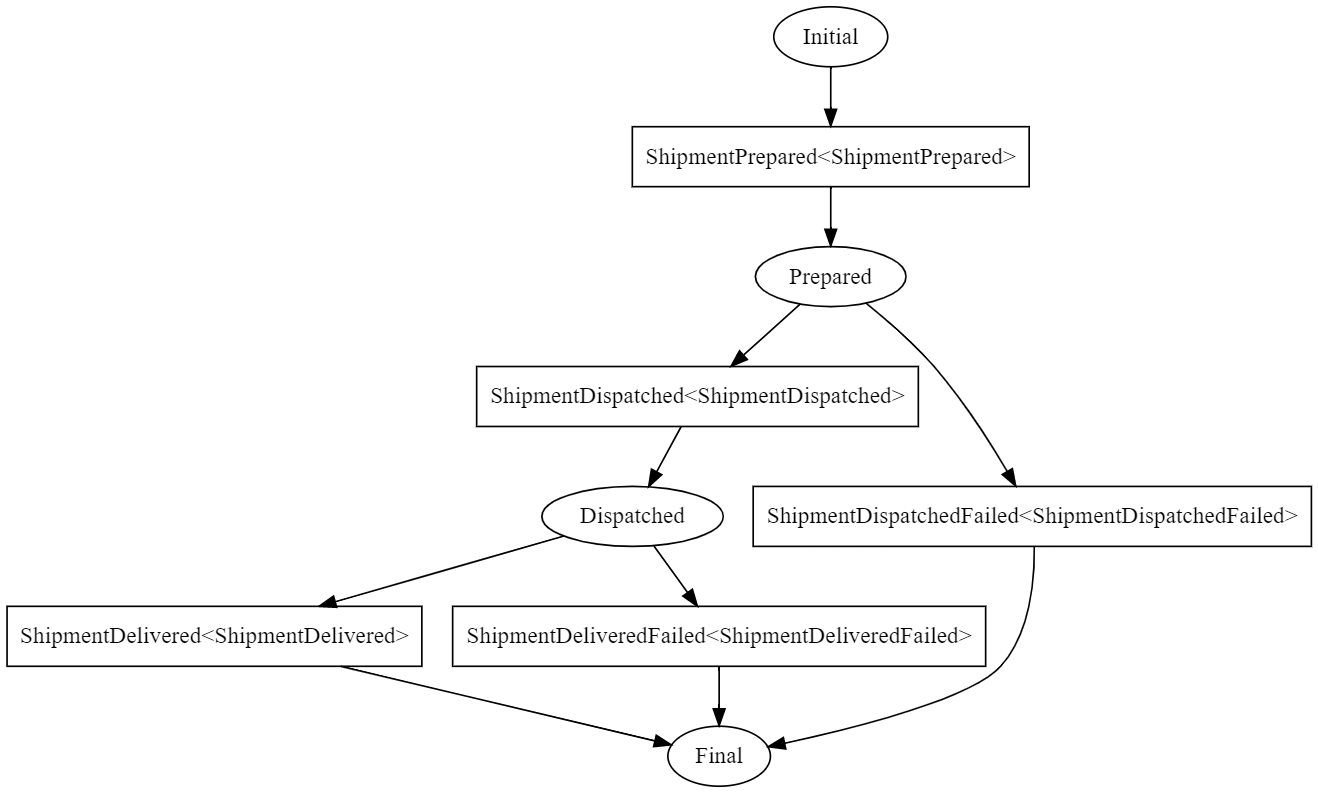 Initial
ShipmentPrepared<ShipmentPrepared>
Prepared
ShipmentDispatched<ShipmentDispatched>
Dispatched
ShipmentDispatchedFailed<ShipmentDispatchedFailed>
ShipmentDelivered<ShipmentDelivered>
ShipmentDeliveredFailed<ShipmentDeliveredFailed>
Final